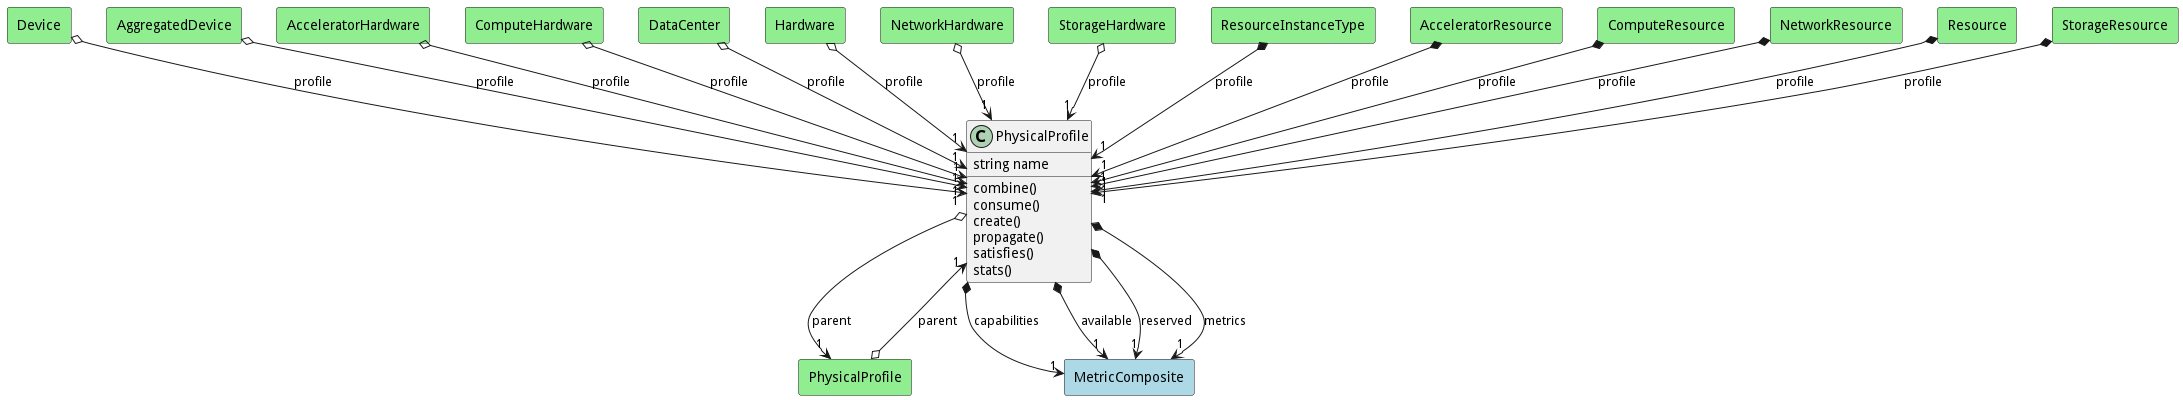 Device
AggregatedDevice
AcceleratorHardware
ComputeHardware
DataCenter
Hardware
NetworkHardware
StorageHardware
ResourceInstanceType
AcceleratorResource
ComputeResource
NetworkResource
Resource
StorageResource
profile
profile
profile
profile
profile
profile
profile
profile
profile
profile
profile
profile
profile
profile
1
1
C PhysicalProfile
string name
combine()
consume()
create()
propagate()
satisfies()
stats()
1
1
1
1
1
1
1
1
1
1
1
1
1
parent
parent
capabilities
available
reserved
metrics
1
1
1
1
1
PhysicalProfile
MetricComposite